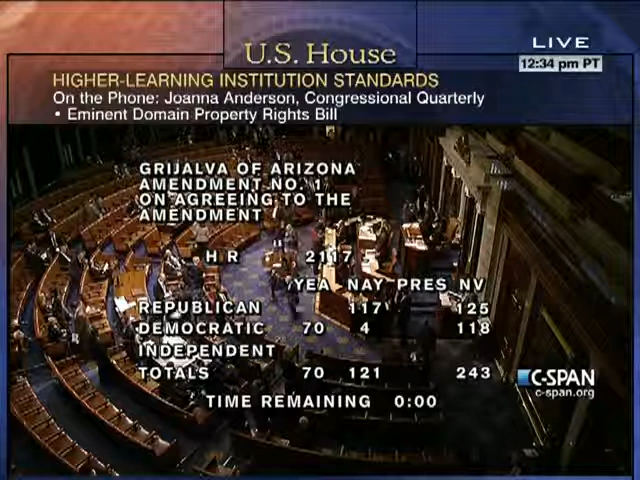 U.S. House
LIVE
12:34 pm PT
HIGHER-LEARNING INSTITUTION STANDARDS
On the Phone: Joanna Anderson, Congressional Quarterly
• Eminent Domain Property Rights Bill
GRIJALVA OF ARIZONA
AMENDMENT NO. 1
ON AGREEING TO THE
AMENDMENT
H R 2117
YEA NAY PRES NV
REPUBLICAN 117 125
DEMOCRATIC 70 4 118
INDEPENDENT
TOTALS 70 121 243
TIME REMAINING 0:00
C-SPAN
c-span.org